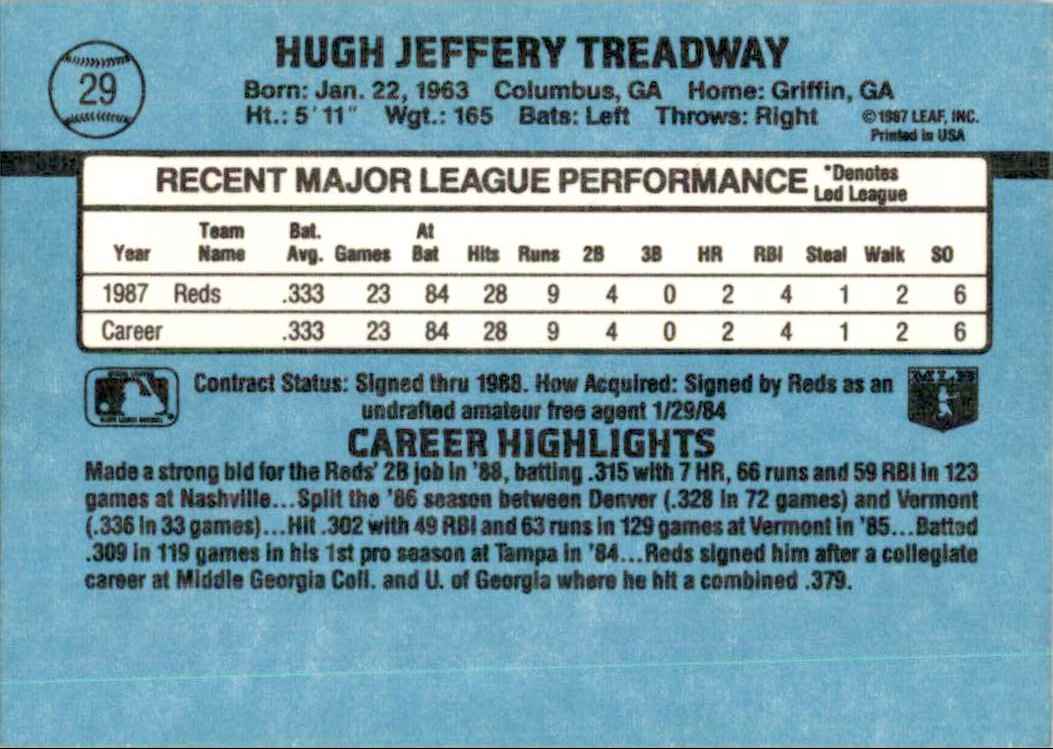 29
HUGH JEFFERY TREADWAY
Born: Jan. 22, 1963 Columbus, GA Home: Griffin, GA
Ht.: 5' 11" Wgt.: 165 Bats: Left Throws: Right
©1987 LEAF, INC.
Printed in USA
RECENT MAJOR LEAGUE PERFORMANCE *Denotes Led League
Year Team Name Bat. Avg. Games At Bat Hits Runs 2B 3B HR RBI Steal Walk SO
1987 Reds .333 23 84 28 9 4 0 2 4 1 2 6
Career .333 23 84 28 9 4 0 2 4 1 2 6
Contract Status: Signed thru 1988. How Acquired: Signed by Reds as an
undrafted amateur free agent 1/29/84
MLB
CAREER HIGHLIGHTS
Made a strong bid for the Reds' 2B job in '88, batting .315 with 7 HR, 66 runs and 59 RBI in 123
games at Nashville...Split the '86 season between Denver (.328 in 72 games) and Vermont
(.336 in 33 games)...Hit .302 with 49 RBI and 63 runs in 129 games at Vermont in '85...Batted
.309 in 119 games in his 1st pro season at Tampa in '84...Reds signed him after a collegiate
career at Middle Georgia Coll. and U. of Georgia where he hit a combined .379.